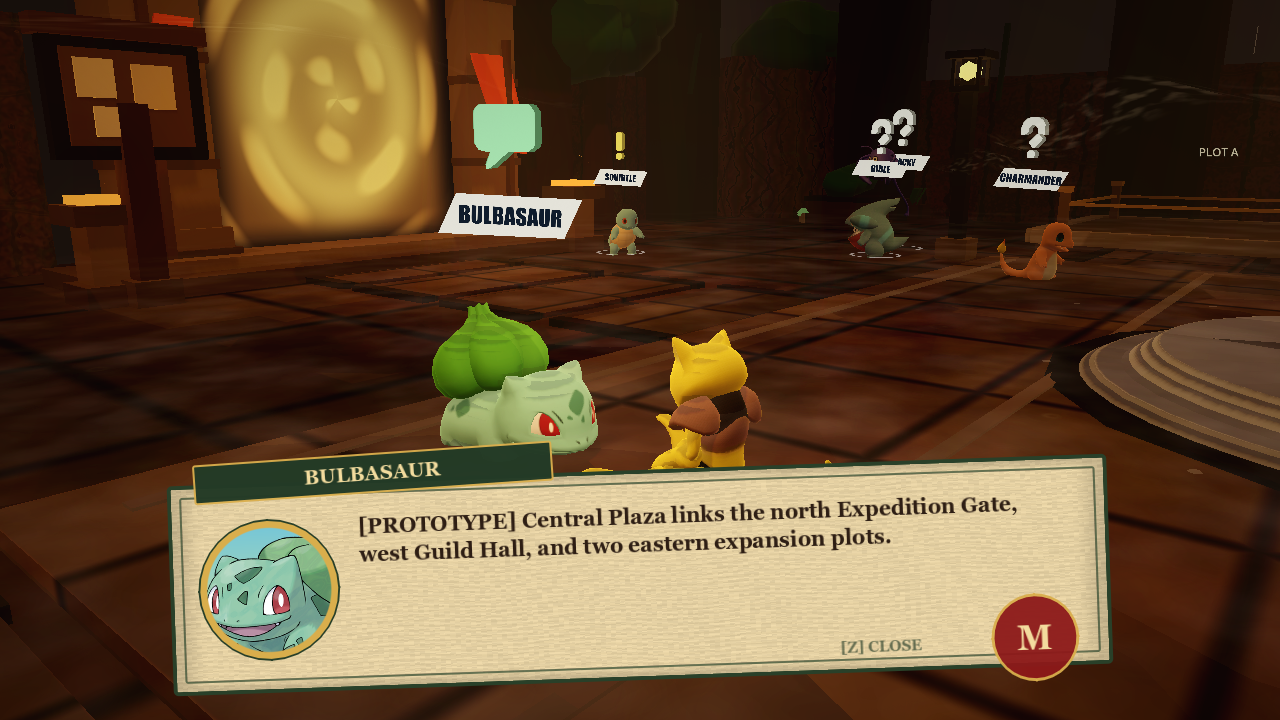 PLOT A
SQUIRTLE
GIBLE
CHARMANDER
BULBASAUR
BULBASAUR
[PROTOTYPE] Central Plaza links the north Expedition Gate,
west Guild Hall, and two eastern expansion plots.
[Z] CLOSE
M